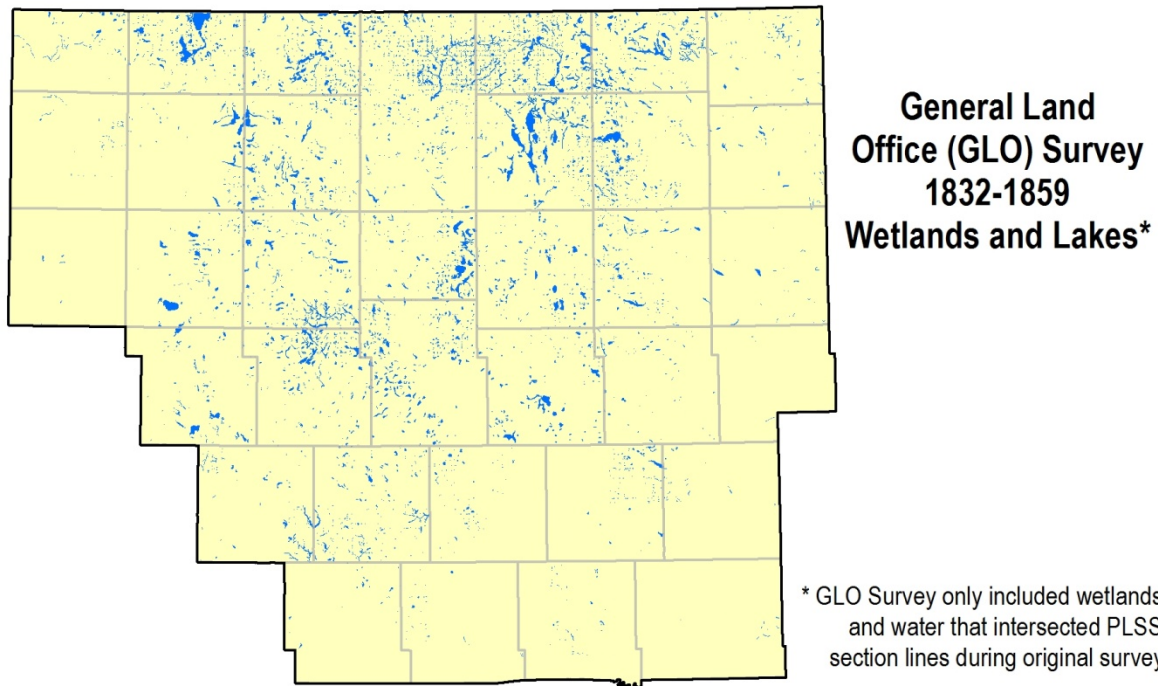 General Land
Office (GLO) Survey
1832-1859
Wetlands and Lakes*
* GLO Survey only included wetlands
and water that intersected PLSS
section lines during original survey